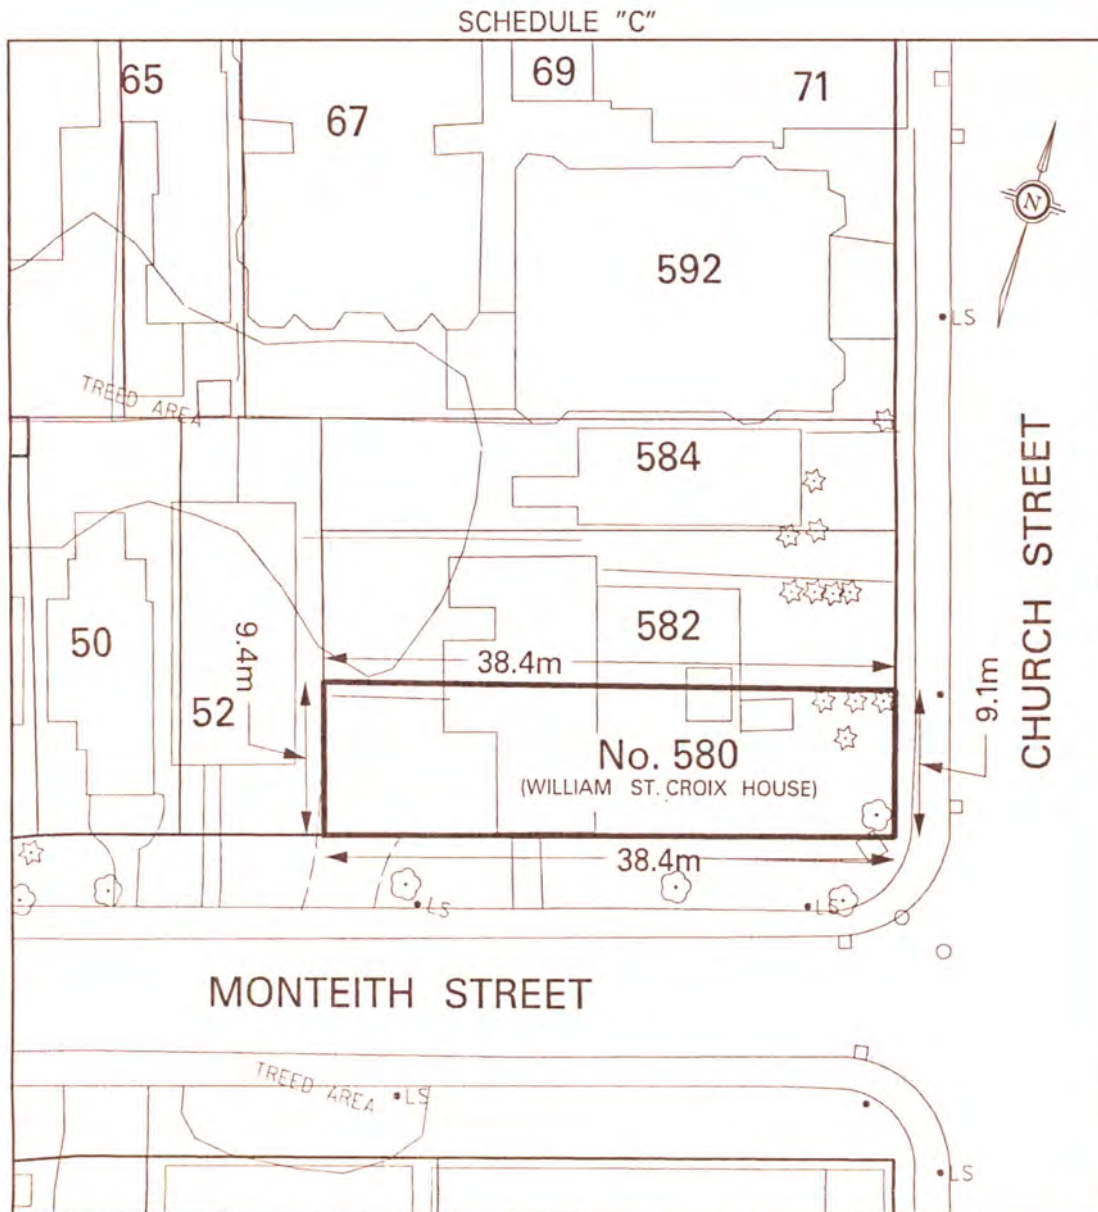 SCHEDULE "C"
65
67
69
71
592
N
LS
TREED AREA
584
CHURCH STREET
50
9.4m
582
38.4m
52
9.1m
No. 580
(WILLIAM ST. CROIX HOUSE)
38.4m
LS
LS
MONTEITH STREET
TREED AREA
LS
LS